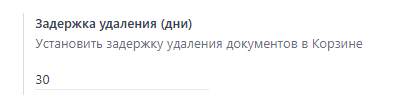 Задержка удаления (дни)
Установить задержку удаления документов в Корзине
30